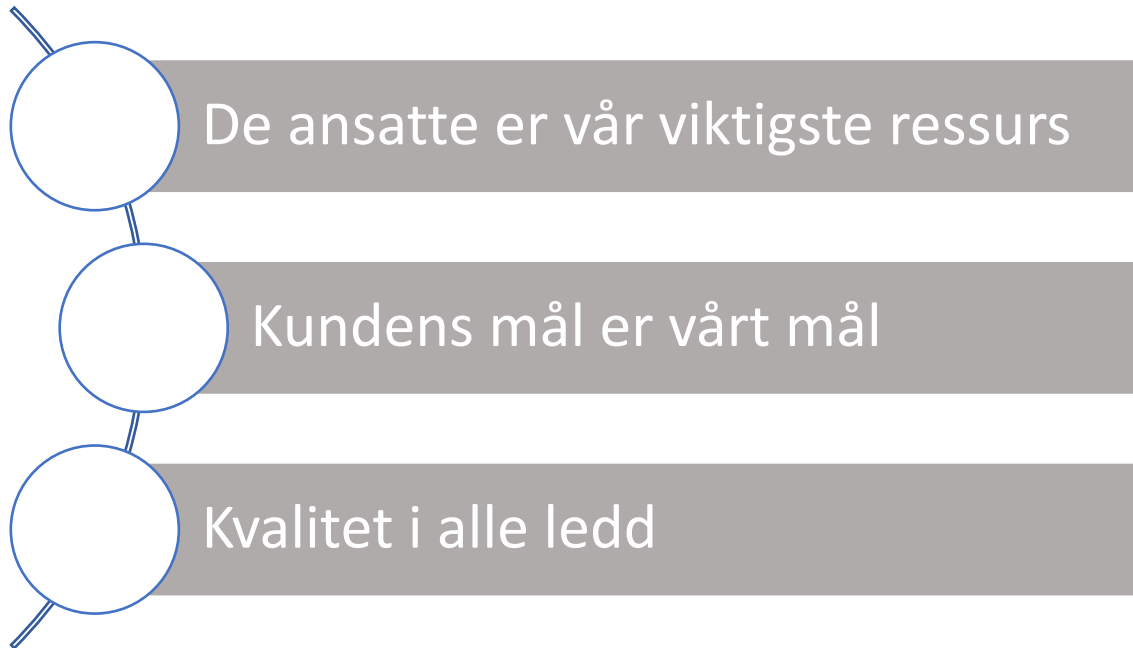 De ansatte er vår viktigste ressurs
Kundens mål er vårt mål
Kvalitet i alle ledd